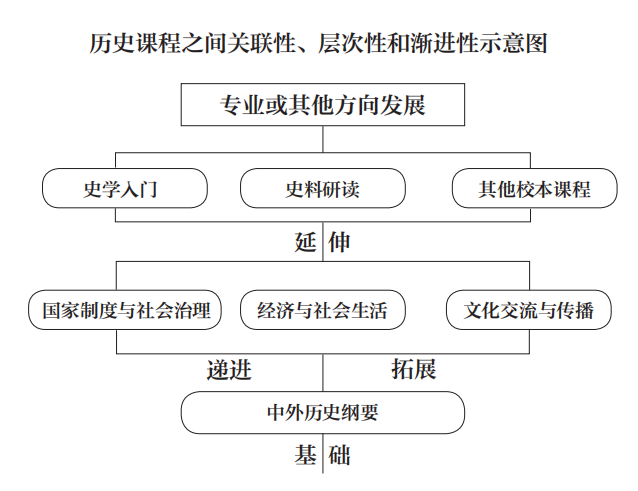 历史课程之间关联性、层次性和渐进性示意图
专业或其他方向发展
史学入门
史料研读
其他校本课程
延伸
国家制度与社会治理
经济与社会生活
文化交流与传播
递进
拓展
中外历史纲要
基础